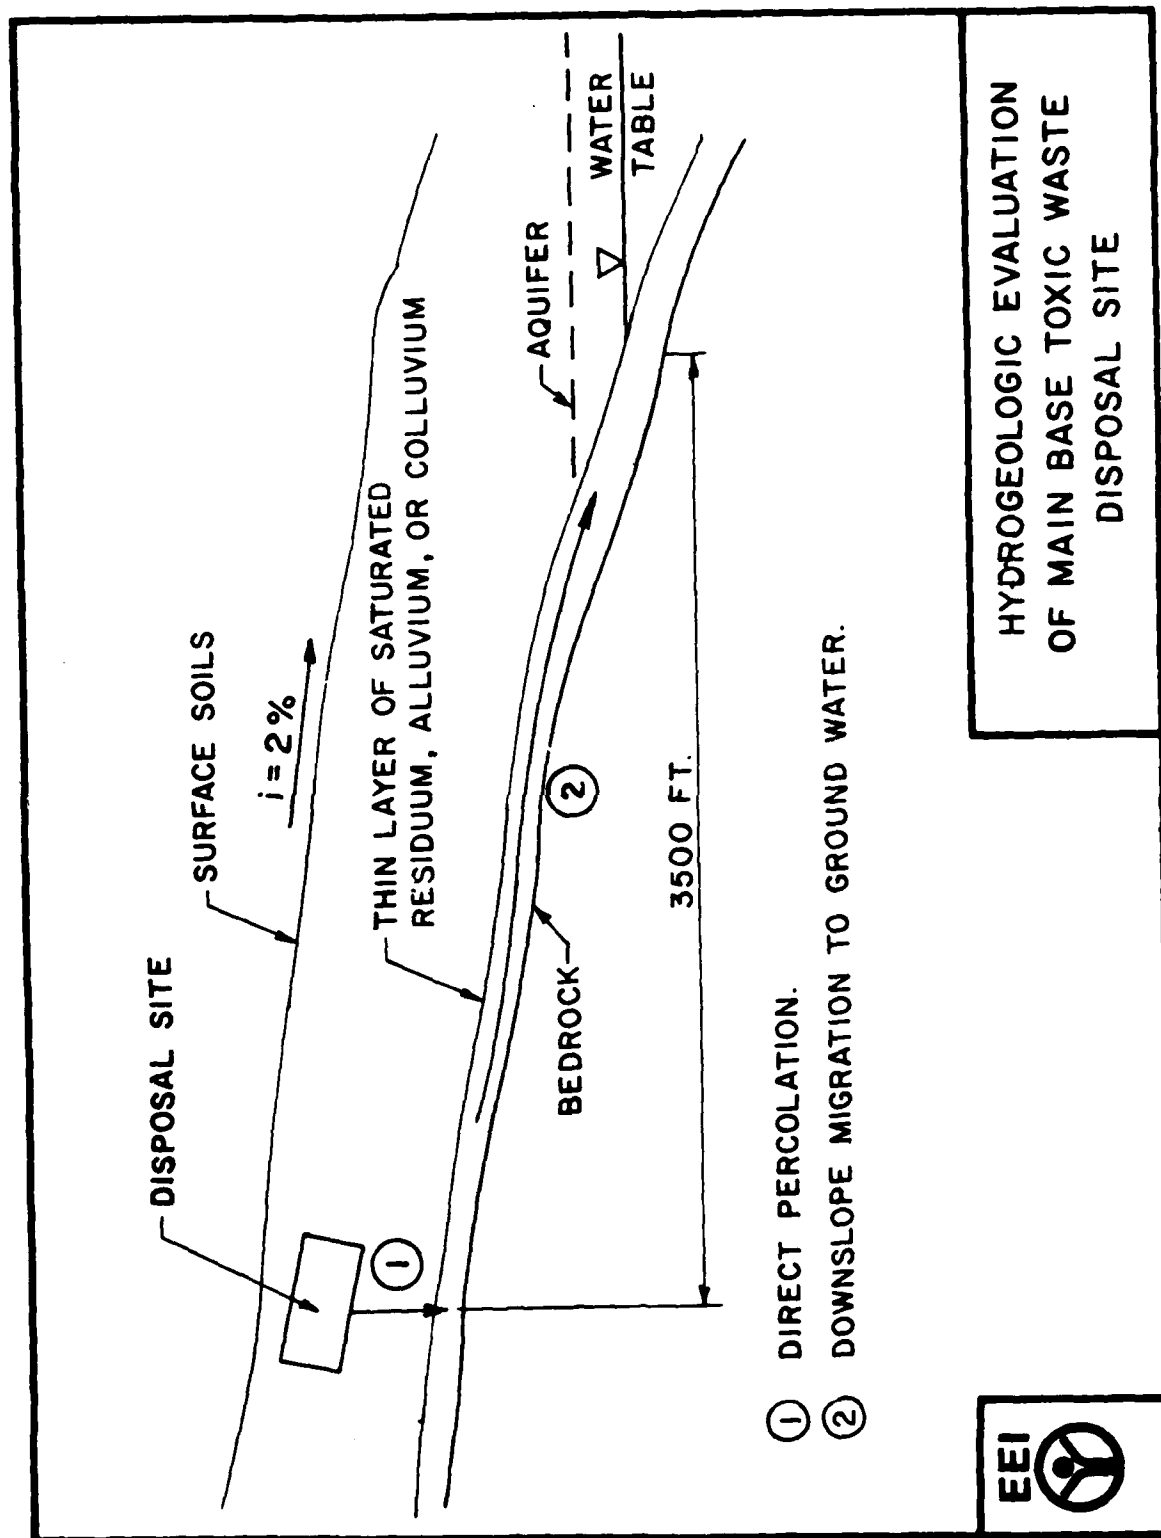 DISPOSAL SITE
SURFACE SOILS
i = 2%
THIN LAYER OF SATURATED
RESIDUUM, ALLUVIUM, OR COLLUVIUM
AQUIFER
WATER
TABLE
1
2
BEDROCK
3500 FT.
1 DIRECT PERCOLATION.
2 DOWNSLOPE MIGRATION TO GROUND WATER.
EEI
HYDROGEOLOGIC EVALUATION
OF MAIN BASE TOXIC WASTE
DISPOSAL SITE